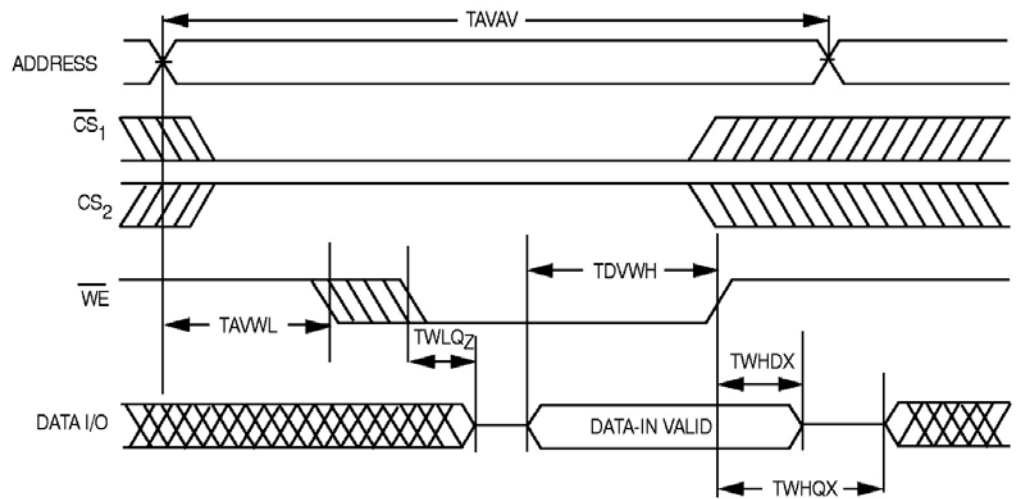 TAVAV
ADDRESS
CS1
CS2
WE
TDVWH
TAVWL
TWLQZ
TWHDX
DATA I/O
DATA-IN VALID
TWHQX